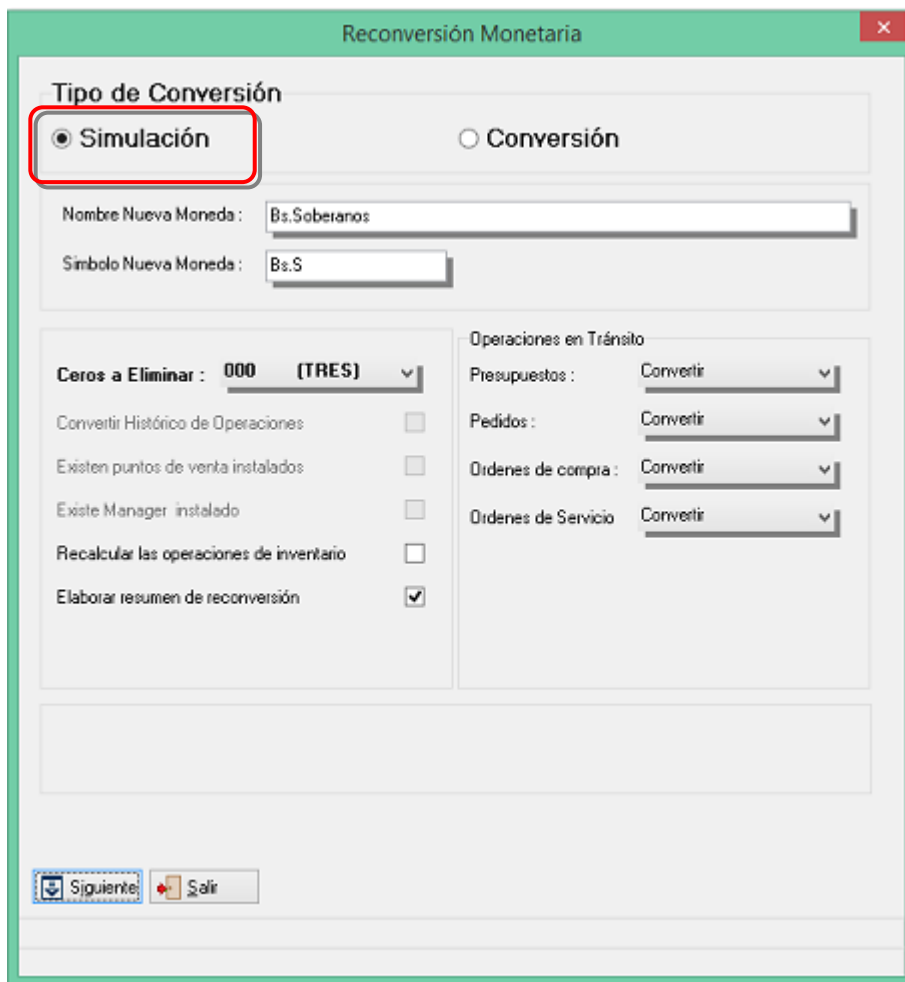 Reconversión Monetaria
Tipo de Conversión
Simulación
Conversión
Nombre Nueva Moneda :
Bs.Soberanos
Simbolo Nueva Moneda :
Bs.S
Ceros a Eliminar :
000 (TRES)
Convertir Histórico de Operaciones
Existen puntos de venta instalados
Existe Manager instalado
Recalcular las operaciones de inventario
Elaborar resumen de reconversión
Operaciones en Tránsito
Presupuestos :
Convertir
Pedidos :
Convertir
Ordenes de compra :
Convertir
Ordenes de Servicio
Convertir
Siguiente
Salir